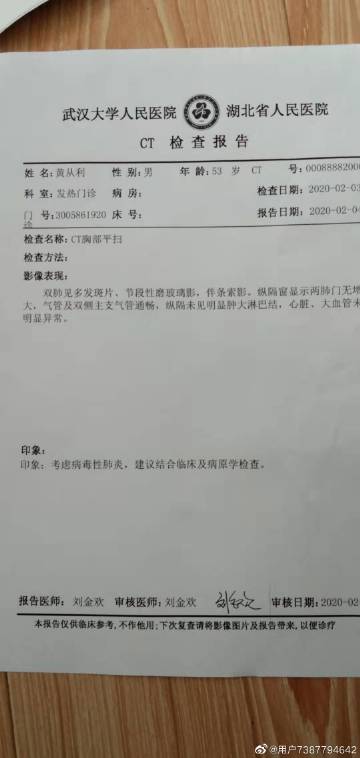 武汉大学人民医院 湖北省人民医院
CT 检查报告
姓 名:黄从利 性 别:男 年 龄:53 岁 CT 号:000888200
科 室:发热门诊 病 房: 检查日期:2020-02-03
门诊号:3005861920 床 号: 报告日期:2020-02-04
检查名称:CT胸部平扫
检查方法:
影像表现:
双肺见多发斑片、节段性磨玻璃影，伴条索影。纵隔窗显示两肺门无增
大，气管及双侧主支气管通畅，纵隔未见明显肿大淋巴结，心脏、大血管未
明显异常。
印象:
印象: 考虑病毒性肺炎，建议结合临床及病原学检查。
报告医师: 刘金欢 审核医师: 刘金欢 审核日期:2020-02
本报告仅供临床参考,不作他用;下次复查请将影像图片及报告带来,以便诊疗
@用户7387794642